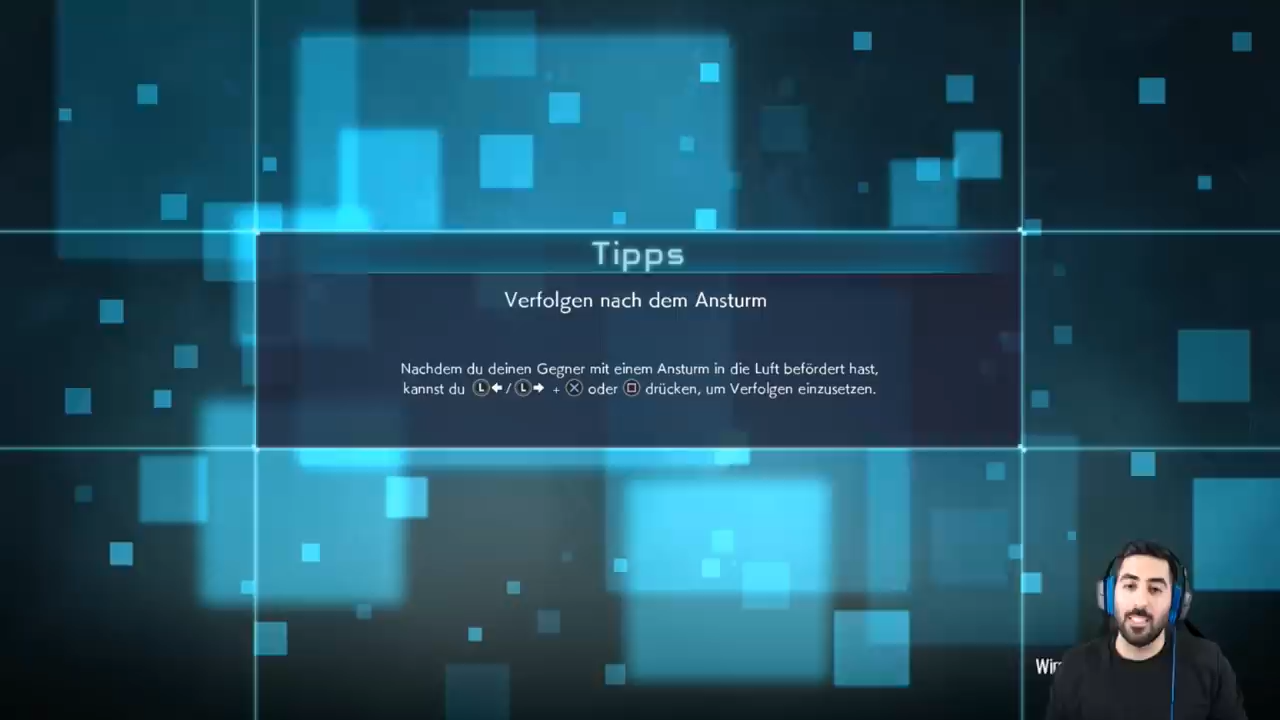 Tipps
Verfolgen nach dem Ansturm
Nachdem du deinen Gegner mit einem Ansturm in die Luft befördert hast,
kannst du L ← / L → + ⓧ oder □ drücken, um Verfolgen einzusetzen.